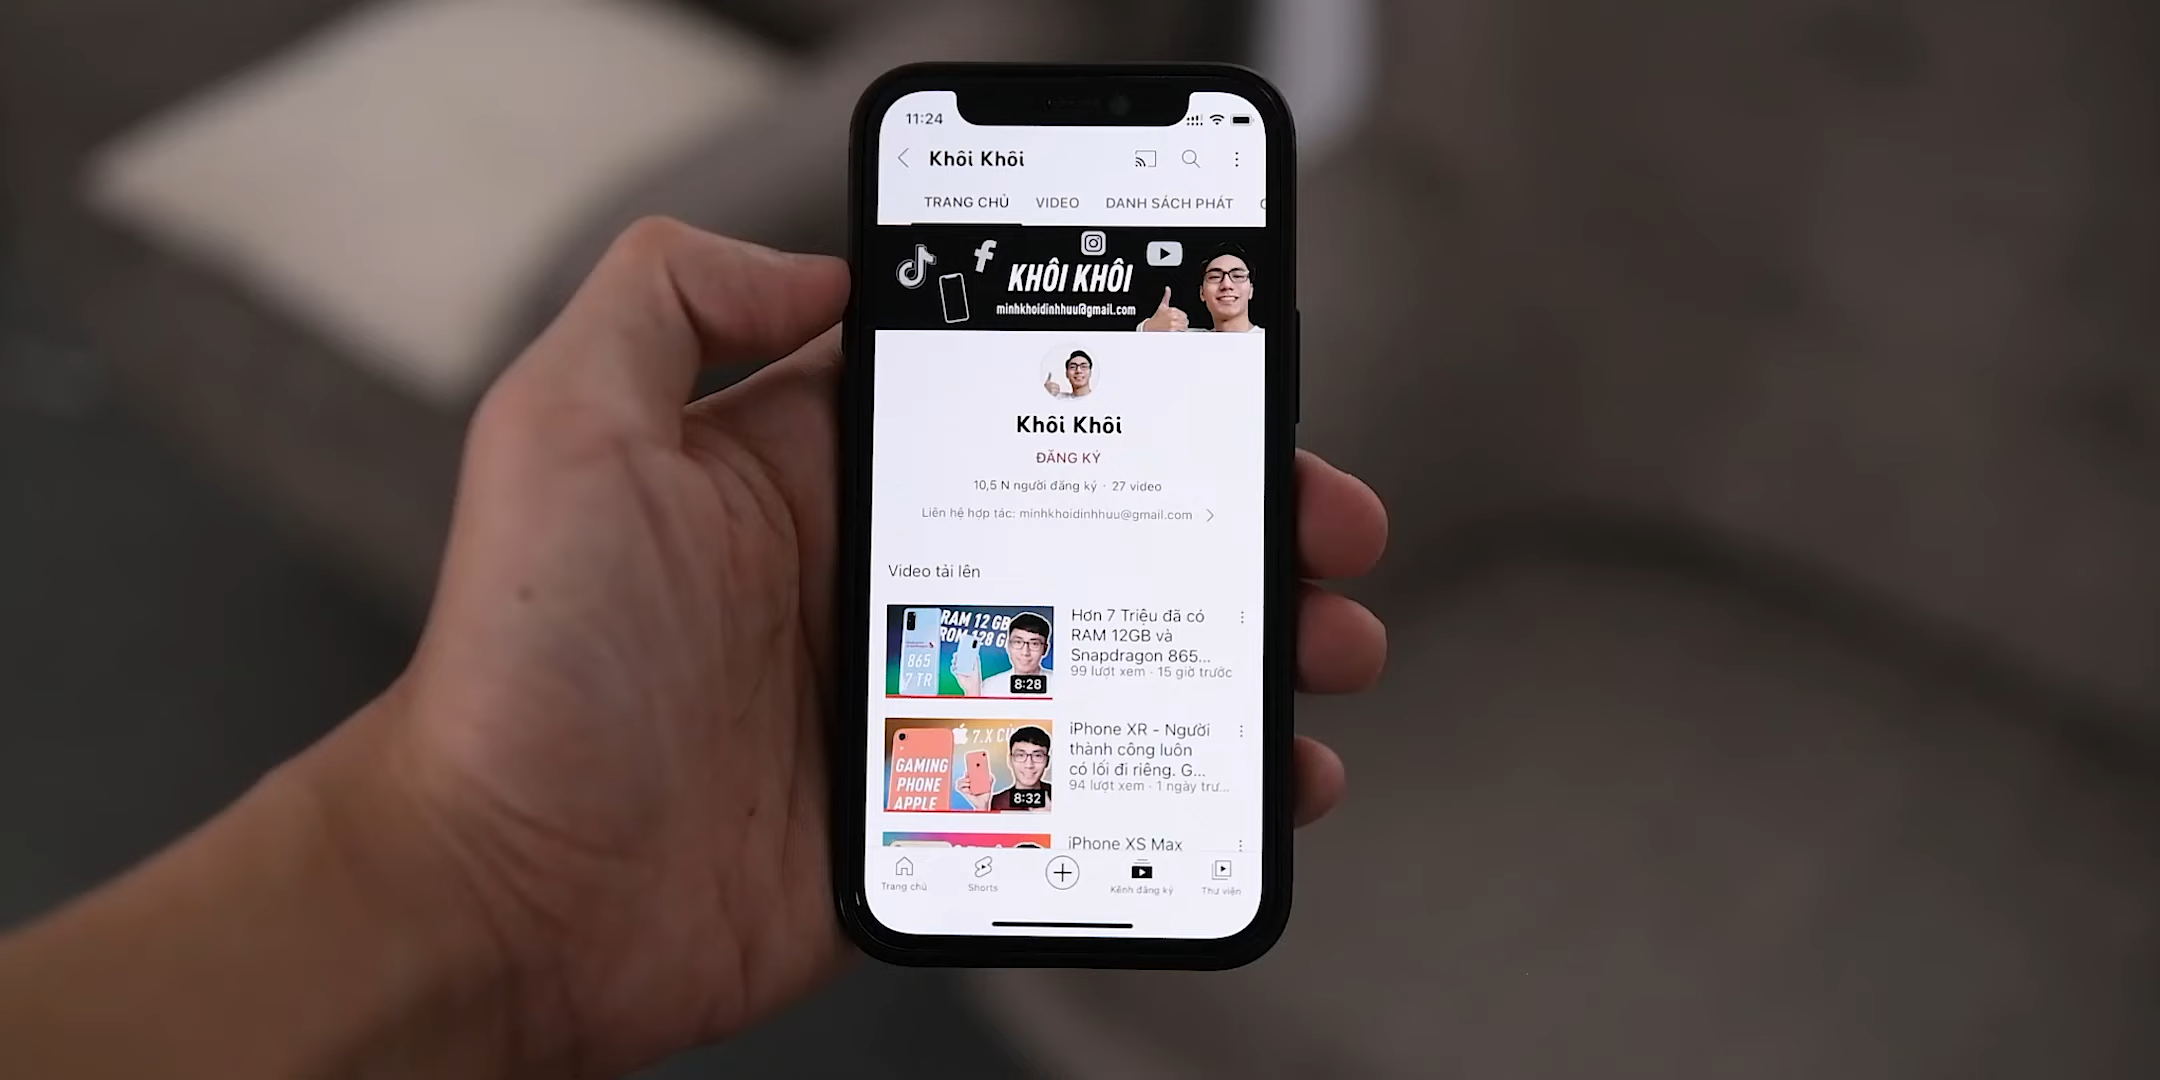 11:24
Khôi Khôi
TRANG CHỦ VIDEO DANH SÁCH PHÁT
KHÔI KHÔI
minhkhoidinhhuu@gmail.com
Khôi Khôi
ĐĂNG KÝ
10,5 N người đăng ký · 27 video
Liên hệ hợp tác: minhkhoidinhhuu@gmail.com
Video tải lên
RAM 12 GB
ROM 128 G
865
7 TR
8:28
Hơn 7 Triệu đã có
RAM 12GB và
Snapdragon 865...
99 lượt xem · 15 giờ trước
7.X CỦ
GAMING
PHONE
APPLE
8:32
iPhone XR - Người
thành công luôn
có lối đi riêng. G...
94 lượt xem · 1 ngày trư...
iPhone XS Max
Trang chủ
Shorts
Kênh đăng ký
Thư viện